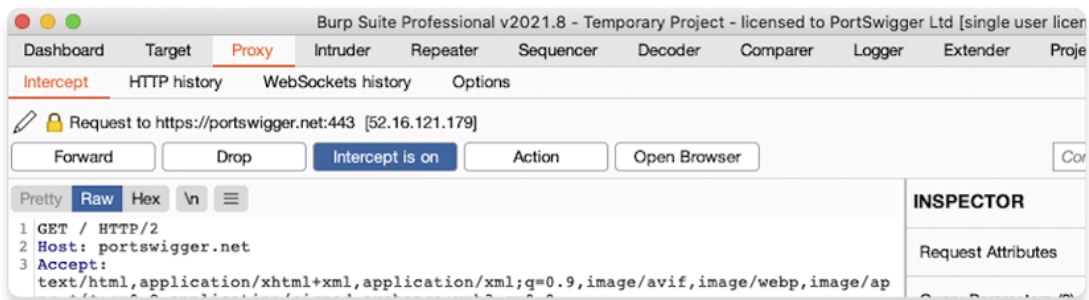 Burp Suite Professional v2021.8 - Temporary Project - licensed to PortSwigger Ltd [single user licen
Dashboard Target Proxy Intruder Repeater Sequencer Decoder Comparer Logger Extender Proje
Intercept HTTP history WebSockets history Options
Request to https://portswigger.net:443 [52.16.121.179]
Forward Drop Intercept is on Action Open Browser Cor
Pretty Raw Hex \n INSPECTOR
1 GET / HTTP/2
2 Host: portswigger.net
3 Accept:
Request Attributes
text/html,application/xhtml+xml,application/xml;q=0.9,image/avif,image/webp,image/ap